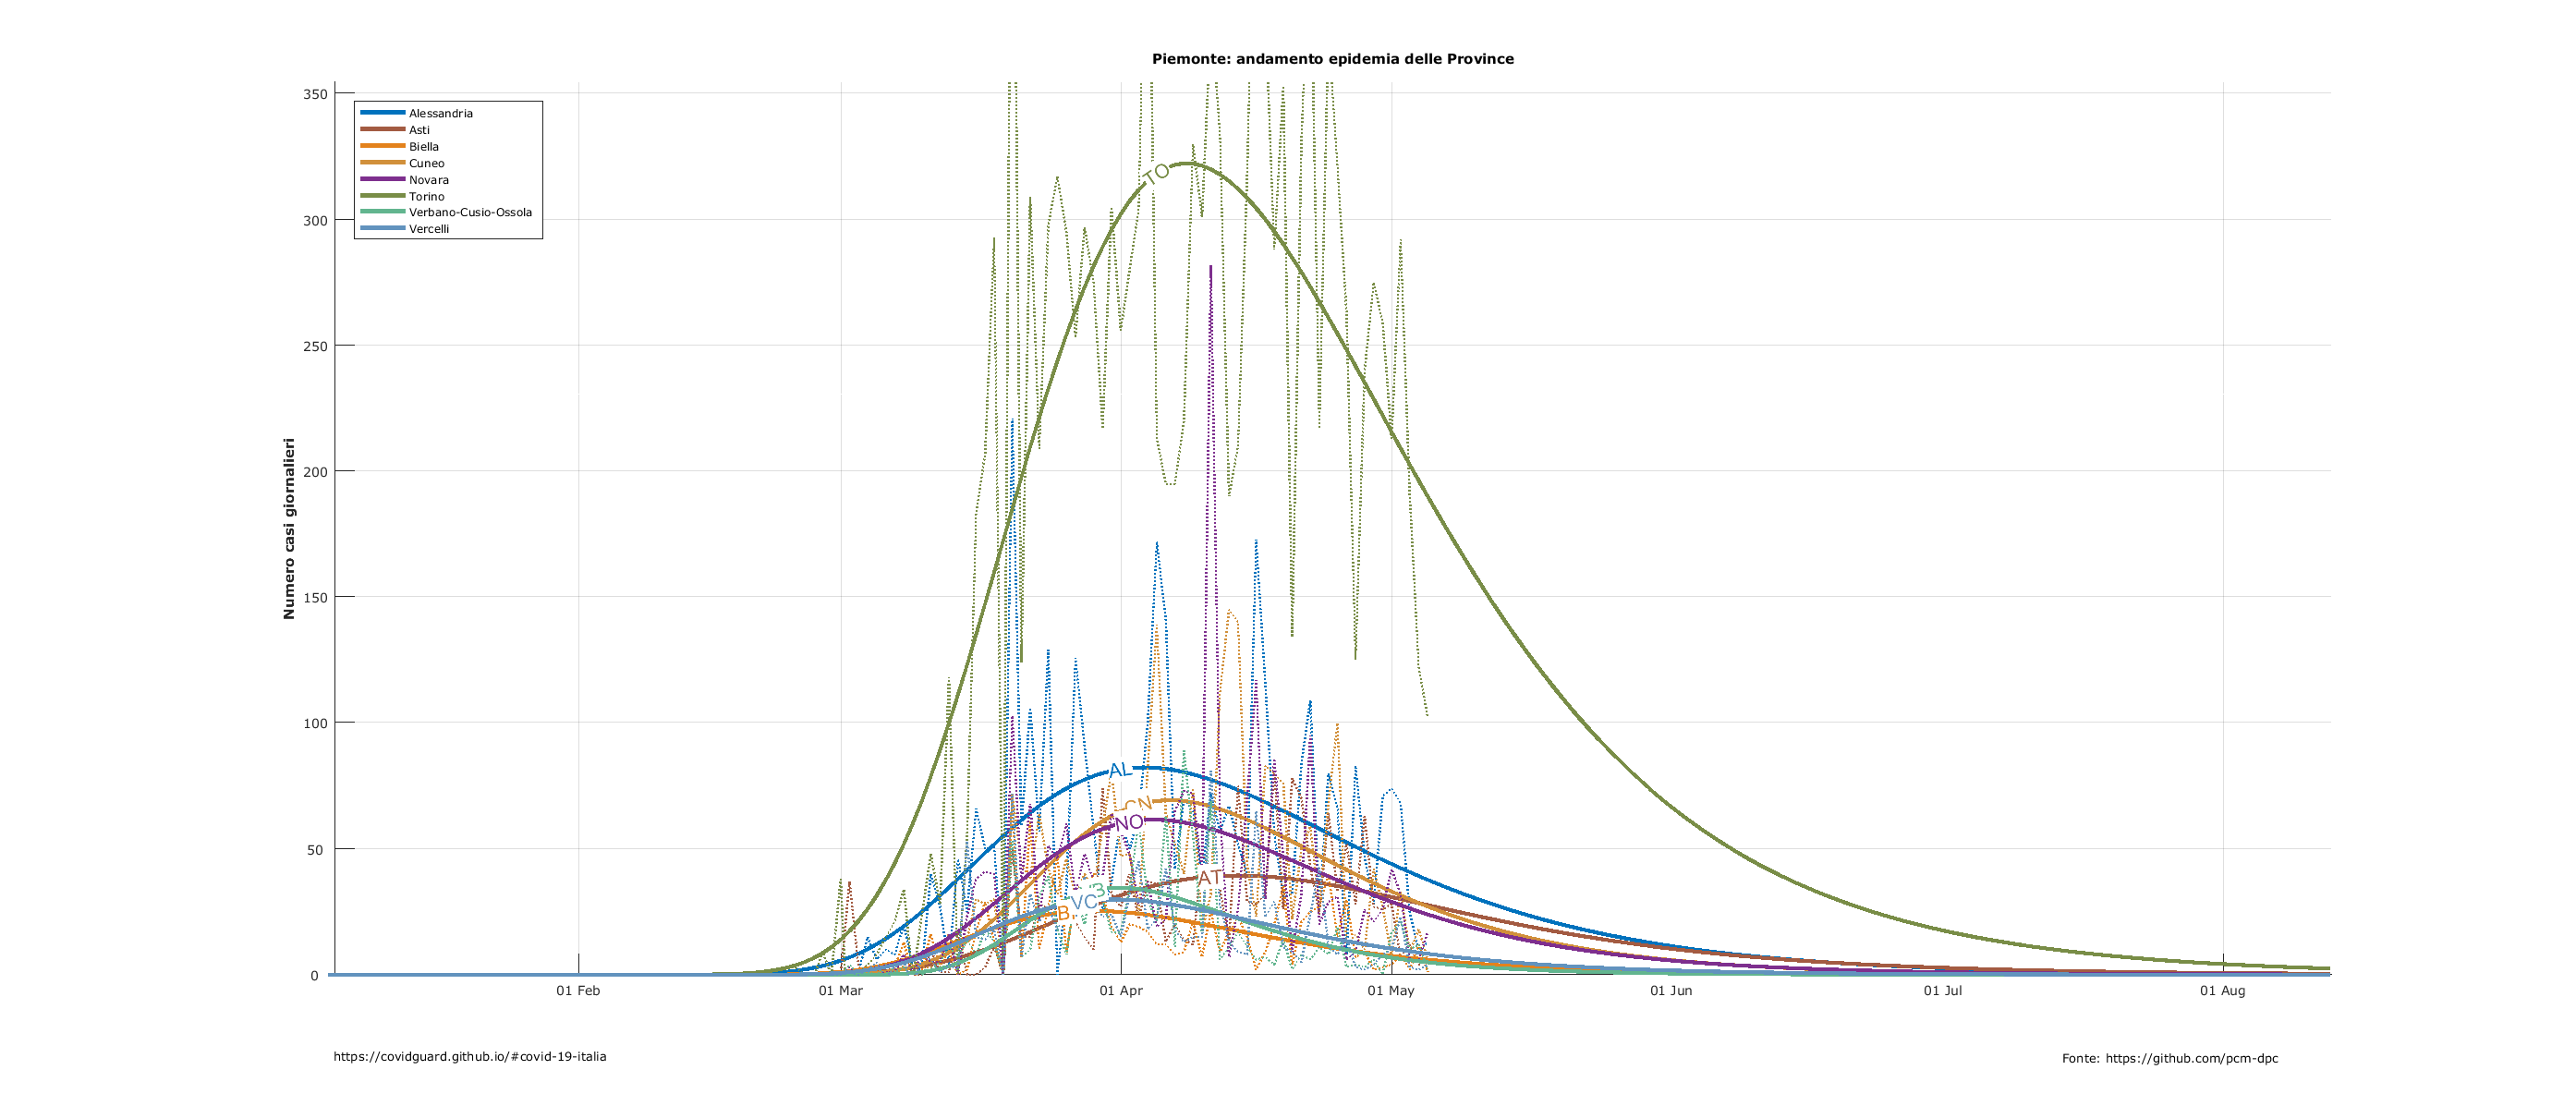 Piemonte: andamento epidemia delle Province
Numero casi giornalieri
350
300
250
200
150
100
50
0
Alessandria
Asti
Biella
Cuneo
Novara
Torino
Verbano-Cusio-Ossola
Vercelli
TO
AL
CN
NO
AT
VC
01 Feb
01 Mar
01 Apr
01 May
01 Jun
01 Jul
01 Aug
https://covidguard.github.io/#covid-19-italia
Fonte: https://github.com/pcm-dpc